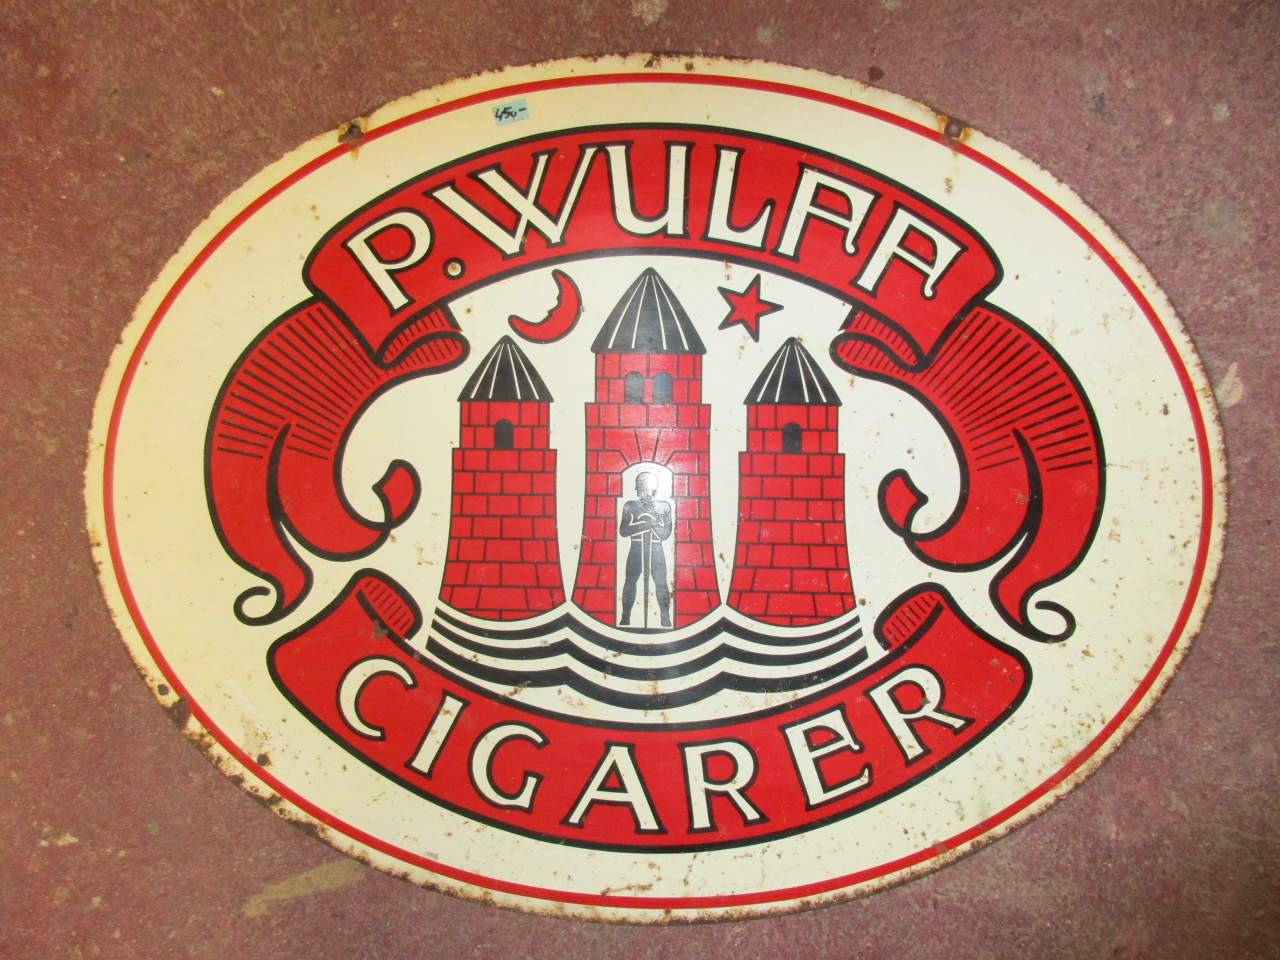 450-
P. WULFF
CIGARER